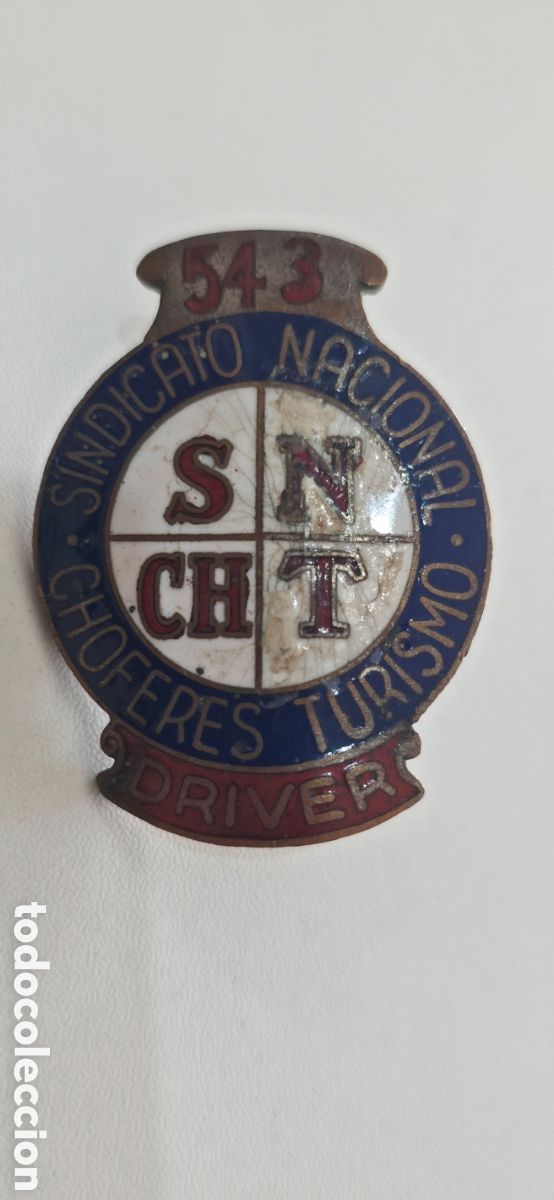 543
SINDICATO NACIONAL
S N
CH T
· CHOFERES TURISMO ·
DRIVER
todocoleccion